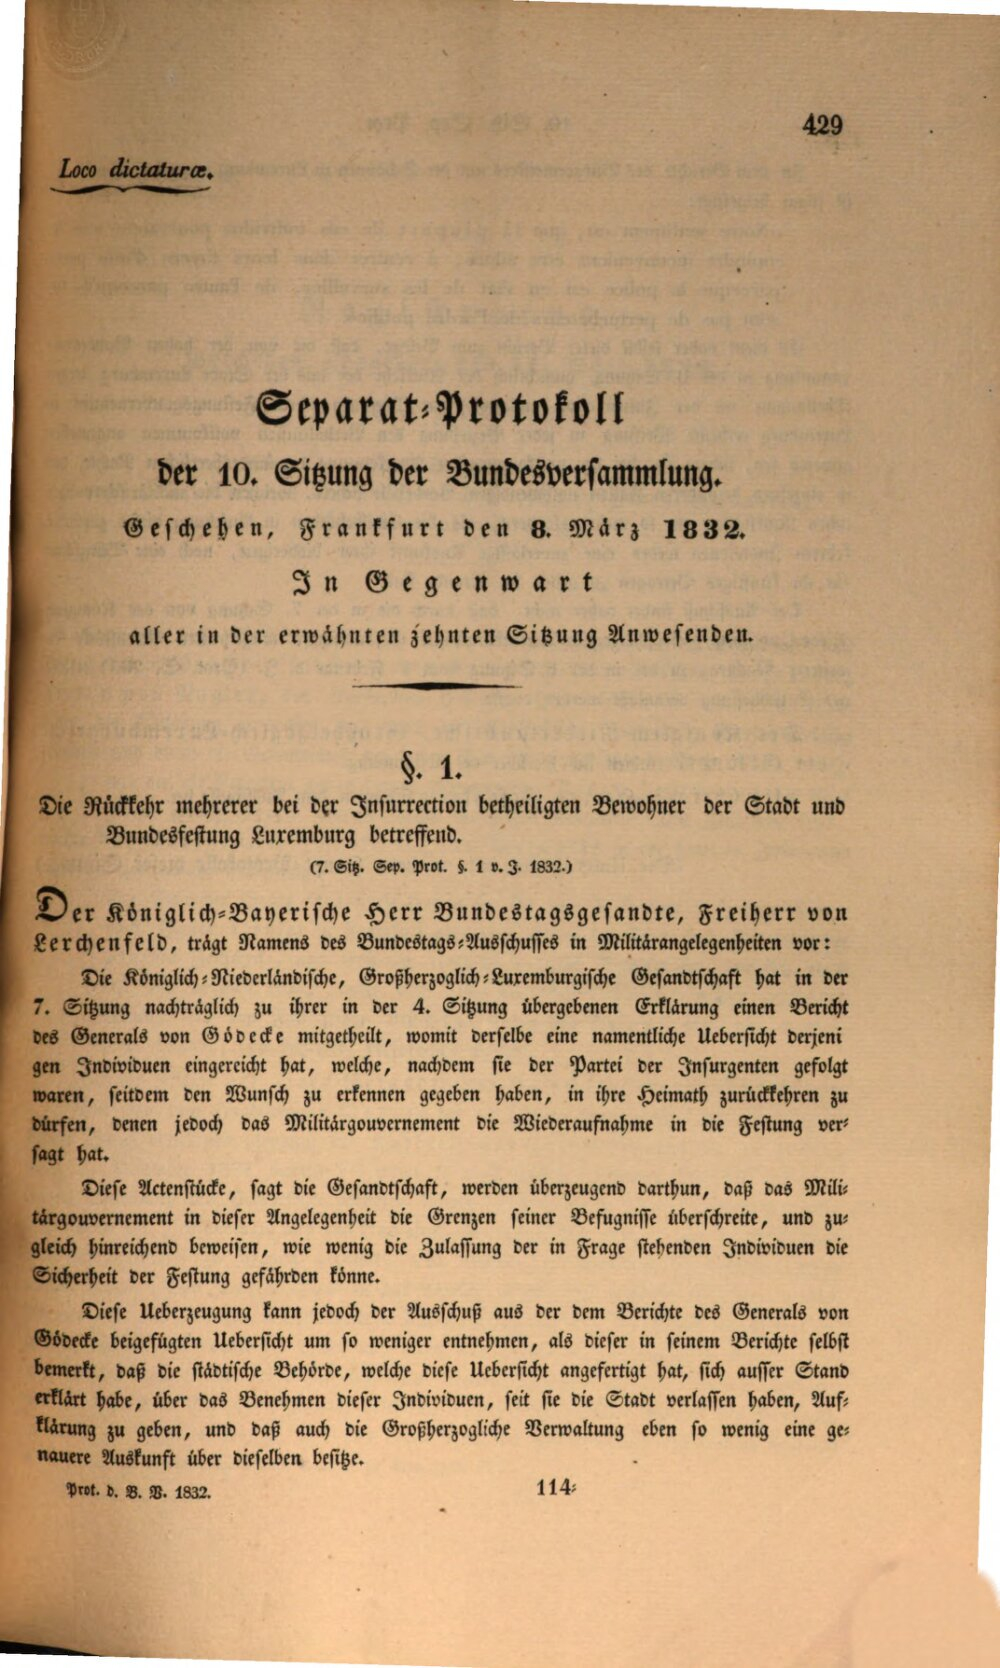 429
Loco dictaturæ.
Separat-Protokoll
der 10. Sitzung der Bundesversammlung.
Geschehen, Frankfurt den 8. März 1832.
In Gegenwart
aller in der erwähnten zehnten Sitzung Anwesenden.
§. 1.
Die Rückkehr mehrerer bei der Insurrection betheiligten Bewohner der Stadt und
Bundesfestung Luxemburg betreffend.
(7. Sitz. Sep. Prot. §. 1 v. J. 1832.)
Der Königlich-Bayerische Herr Bundestagsgesandte, Freiherr von
Lerchenfeld, trägt Namens des Bundestags-Ausschusses in Militärangelegenheiten vor:
Die Königlich-Niederländische, Großherzoglich-Luxemburgische Gesandtschaft hat in der
7. Sitzung nachträglich zu ihrer in der 4. Sitzung übergebenen Erklärung einen Bericht
des Generals von Gödecke mitgetheilt, womit derselbe eine namentliche Uebersicht derjeni
gen Individuen eingereicht hat, welche, nachdem sie der Partei der Insurgenten gefolgt
waren, seitdem den Wunsch zu erkennen gegeben haben, in ihre Heimath zurückkehren zu
dürfen, denen jedoch das Militärgouvernement die Wiederaufnahme in die Festung ver-
sagt hat.
Diese Actenstücke, sagt die Gesandtschaft, werden überzeugend darthun, daß das Mili-
tärgouvernement in dieser Angelegenheit die Grenzen seiner Befugnisse überschreite, und zu-
gleich hinreichend beweisen, wie wenig die Zulassung der in Frage stehenden Individuen die
Sicherheit der Festung gefährden könne.
Diese Ueberzeugung kann jedoch der Ausschuß aus der dem Berichte des Generals von
Gödecke beigefügten Uebersicht um so weniger entnehmen, als dieser in seinem Berichte selbst
bemerkt, daß die städtische Behörde, welche diese Uebersicht angefertigt hat, sich ausser Stand
erklärt habe, über das Benehmen dieser Individuen, seit sie die Stadt verlassen haben, Auf-
klärung zu geben, und daß auch die Großherzogliche Verwaltung eben so wenig eine ge-
nauere Auskunft über dieselben besitze.
Prot. d. B. V. 1832.
114-